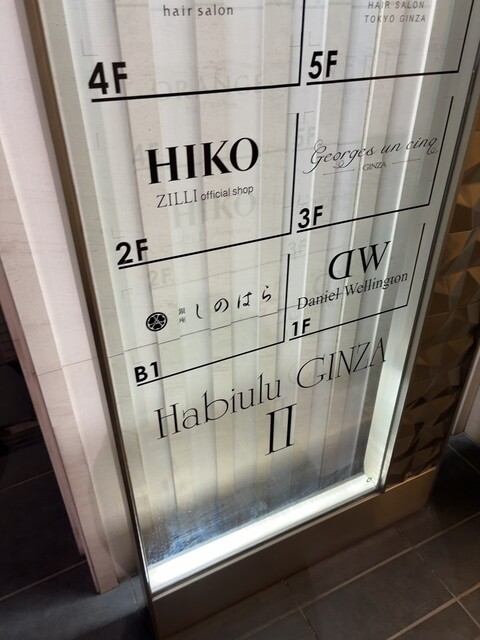 hair salon
4F
HAIR SALON
TOKYO GINZA
5F
HIKO
ZILLI official shop
2F
Georges un cinq
GINZA
3F
銀座 しのはら
B1
DW
Daniel Wellington
1F
Habiulu GINZA
II